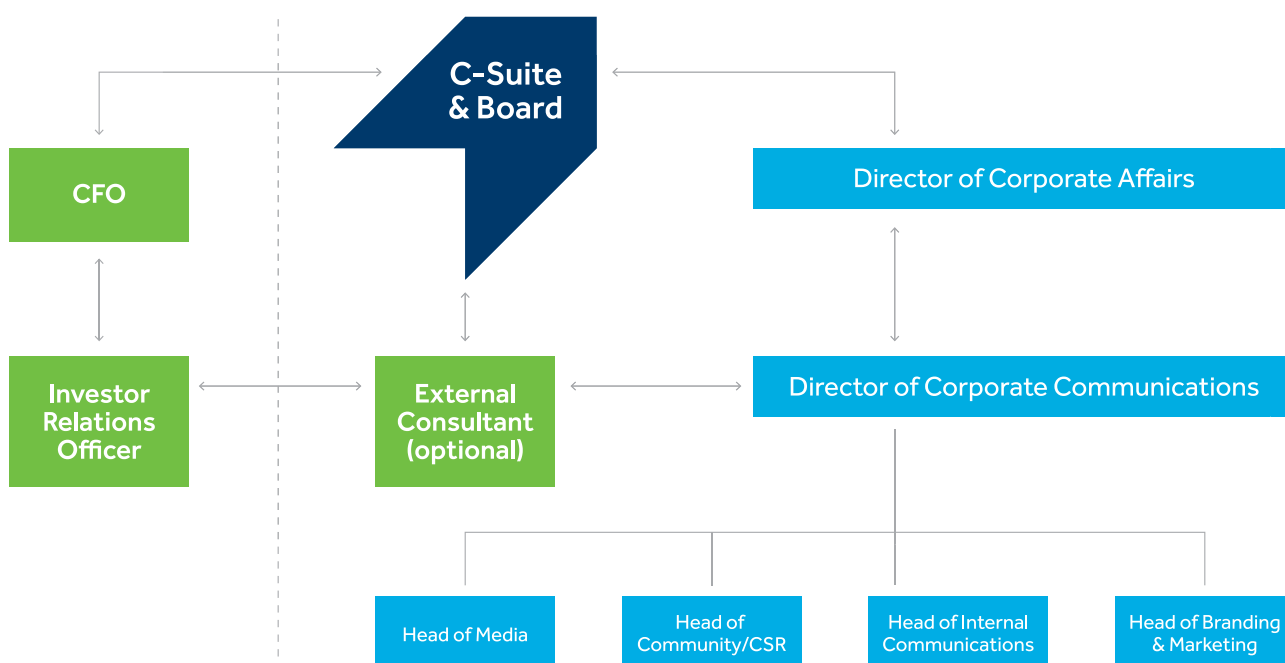 C-Suite
& Board
CFO
Director of Corporate Affairs
Investor
Relations
Officer
External
Consultant
(optional)
Director of Corporate Communications
Head of Media
Head of
Community/CSR
Head of Internal
Communications
Head of Branding
& Marketing